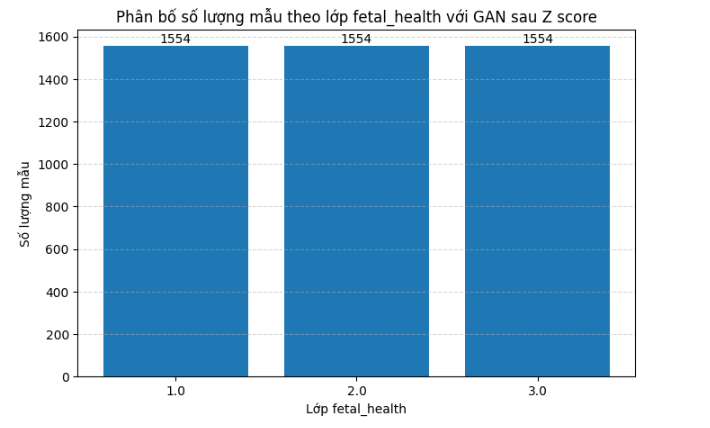 Phân bố số lượng mẫu theo lớp fetal_health với GAN sau Z score
1600
1554 1554 1554
1400
1200
1000
800
600
400
200
0
Số lượng mẫu
1.0 2.0 3.0
Lớp fetal_health